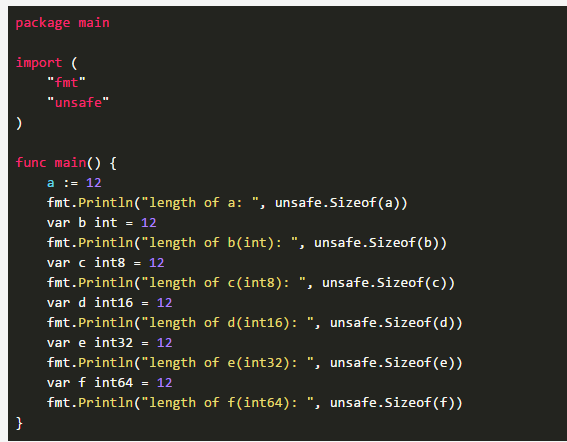 package main
import (
"fmt"
"unsafe"
)
func main() {
a := 12
fmt.Println("length of a: ", unsafe.Sizeof(a))
var b int = 12
fmt.Println("length of b(int): ", unsafe.Sizeof(b))
var c int8 = 12
fmt.Println("length of c(int8): ", unsafe.Sizeof(c))
var d int16 = 12
fmt.Println("length of d(int16): ", unsafe.Sizeof(d))
var e int32 = 12
fmt.Println("length of e(int32): ", unsafe.Sizeof(e))
var f int64 = 12
fmt.Println("length of f(int64): ", unsafe.Sizeof(f))
}